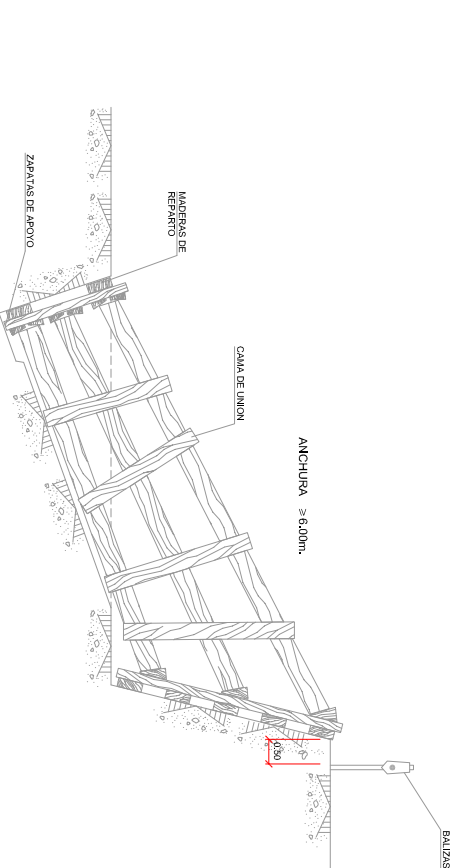 ZAPATAS DE APOYO
MADERAS DE
REPARTO
CAMA DE UNION
ANCHURA ≥ 6.00m.
0.50
BALIZAS